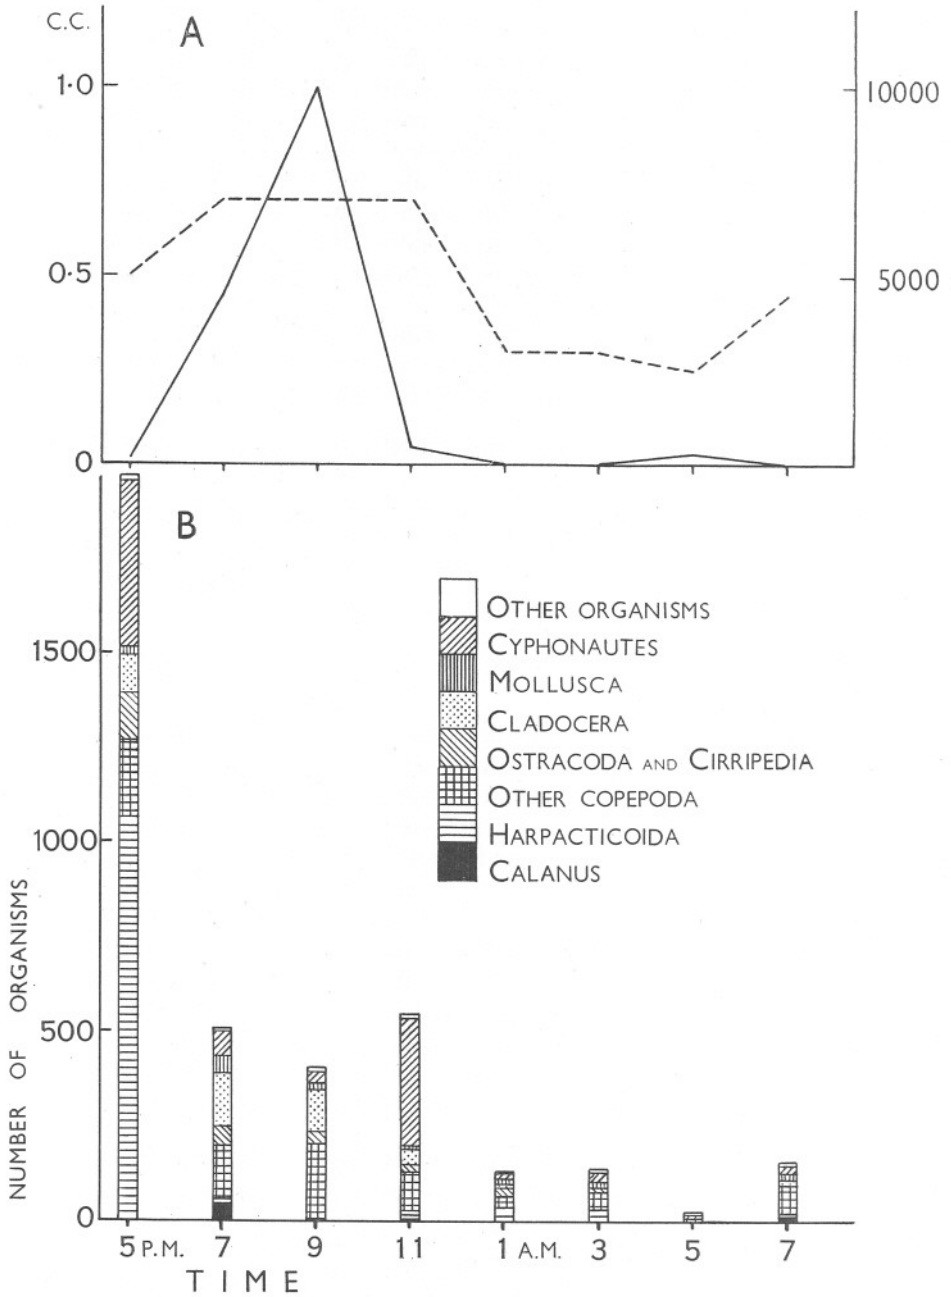 C.C.
A
1·0
10000
0·5
5000
0
B
OTHER ORGANISMS
CYPHONAUTES
1500
MOLLUSCA
CLADOCERA
OSTRACODA AND CIRRIPEDIA
OTHER COPEPODA
1000
HARPACTICOIDA
CALANUS
NUMBER OF ORGANISMS
500
0
5 P.M. 7 9 11 1 A.M. 3 5 7
TIME